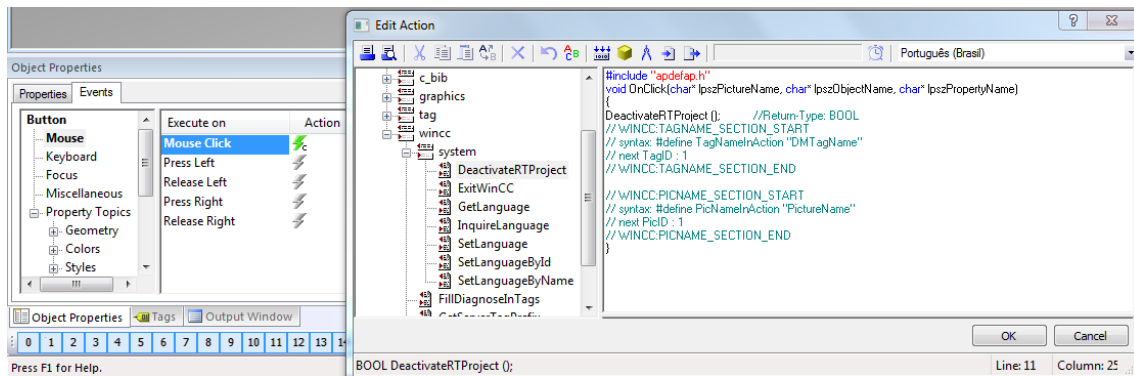 Edit Action
Português (Brasil)
Object Properties
Properties Events
Button
Mouse
Keyboard
Focus
Miscellaneous
Property Topics
Geometry
Colors
Styles
Execute on Action
Mouse Click
Press Left
Release Left
Press Right
Release Right
c_bib
graphics
tag
wincc
system
DeactivateRTProject
ExitWinCC
GetLanguage
InquireLanguage
SetLanguage
SetLanguageById
SetLanguageByName
FillDiagnoseInTags
GetServerTagPrefix
#include "apdefap.h"
void OnClick(char* lpszPictureName, char* lpszObjectName, char* lpszPropertyName)
{
DeactivateRTProject (); //Return-Type: BOOL
// WINCC:TAGNAME_SECTION_START
// syntax: #define TagNameInAction "DMTagName"
// next TagID : 1
// WINCC:TAGNAME_SECTION_END
// WINCC:PICNAME_SECTION_START
// syntax: #define PicNameInAction "PictureName"
// next PicID : 1
// WINCC:PICNAME_SECTION_END
}
Object Properties Tags Output Window
0 1 2 3 4 5 6 7 8 9 10 11 12 13
OK Cancel
Press F1 for Help.
BOOL DeactivateRTProject ();
Line: 11 Column: 25